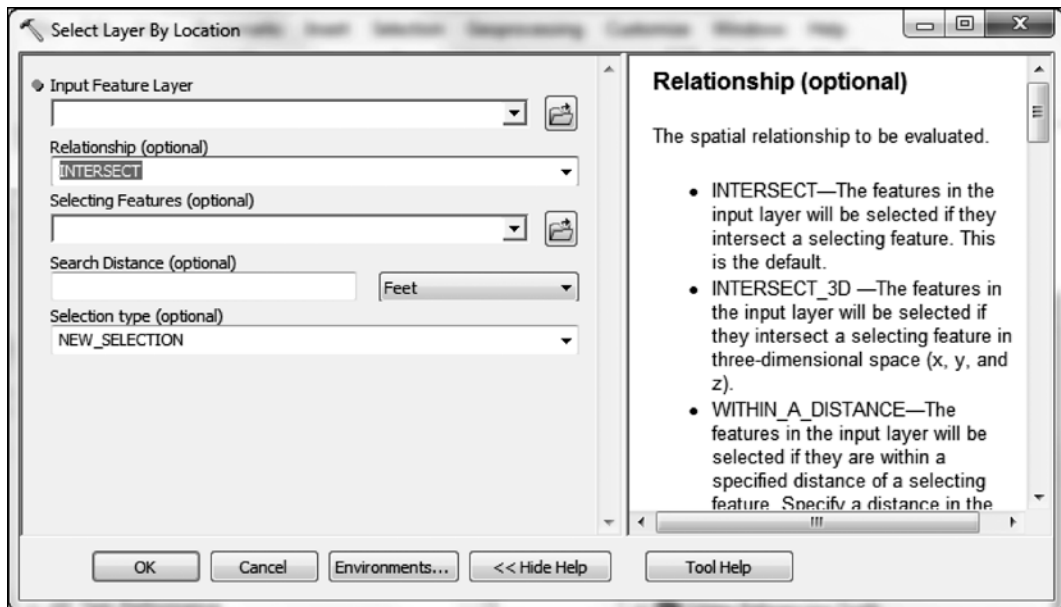 Select Layer By Location
Input Feature Layer
Relationship (optional)
INTERSECT
Selecting Features (optional)
Search Distance (optional)
Feet
Selection type (optional)
NEW_SELECTION
Relationship (optional)
The spatial relationship to be evaluated.
• INTERSECT—The features in the
input layer will be selected if they
intersect a selecting feature. This
is the default.
• INTERSECT_3D —The features in
the input layer will be selected if
they intersect a selecting feature in
three-dimensional space (x, y, and
z).
• WITHIN_A_DISTANCE—The
features in the input layer will be
selected if they are within a
specified distance of a selecting
feature. Specify a distance in the
OK
Cancel
Environments...
<< Hide Help
Tool Help